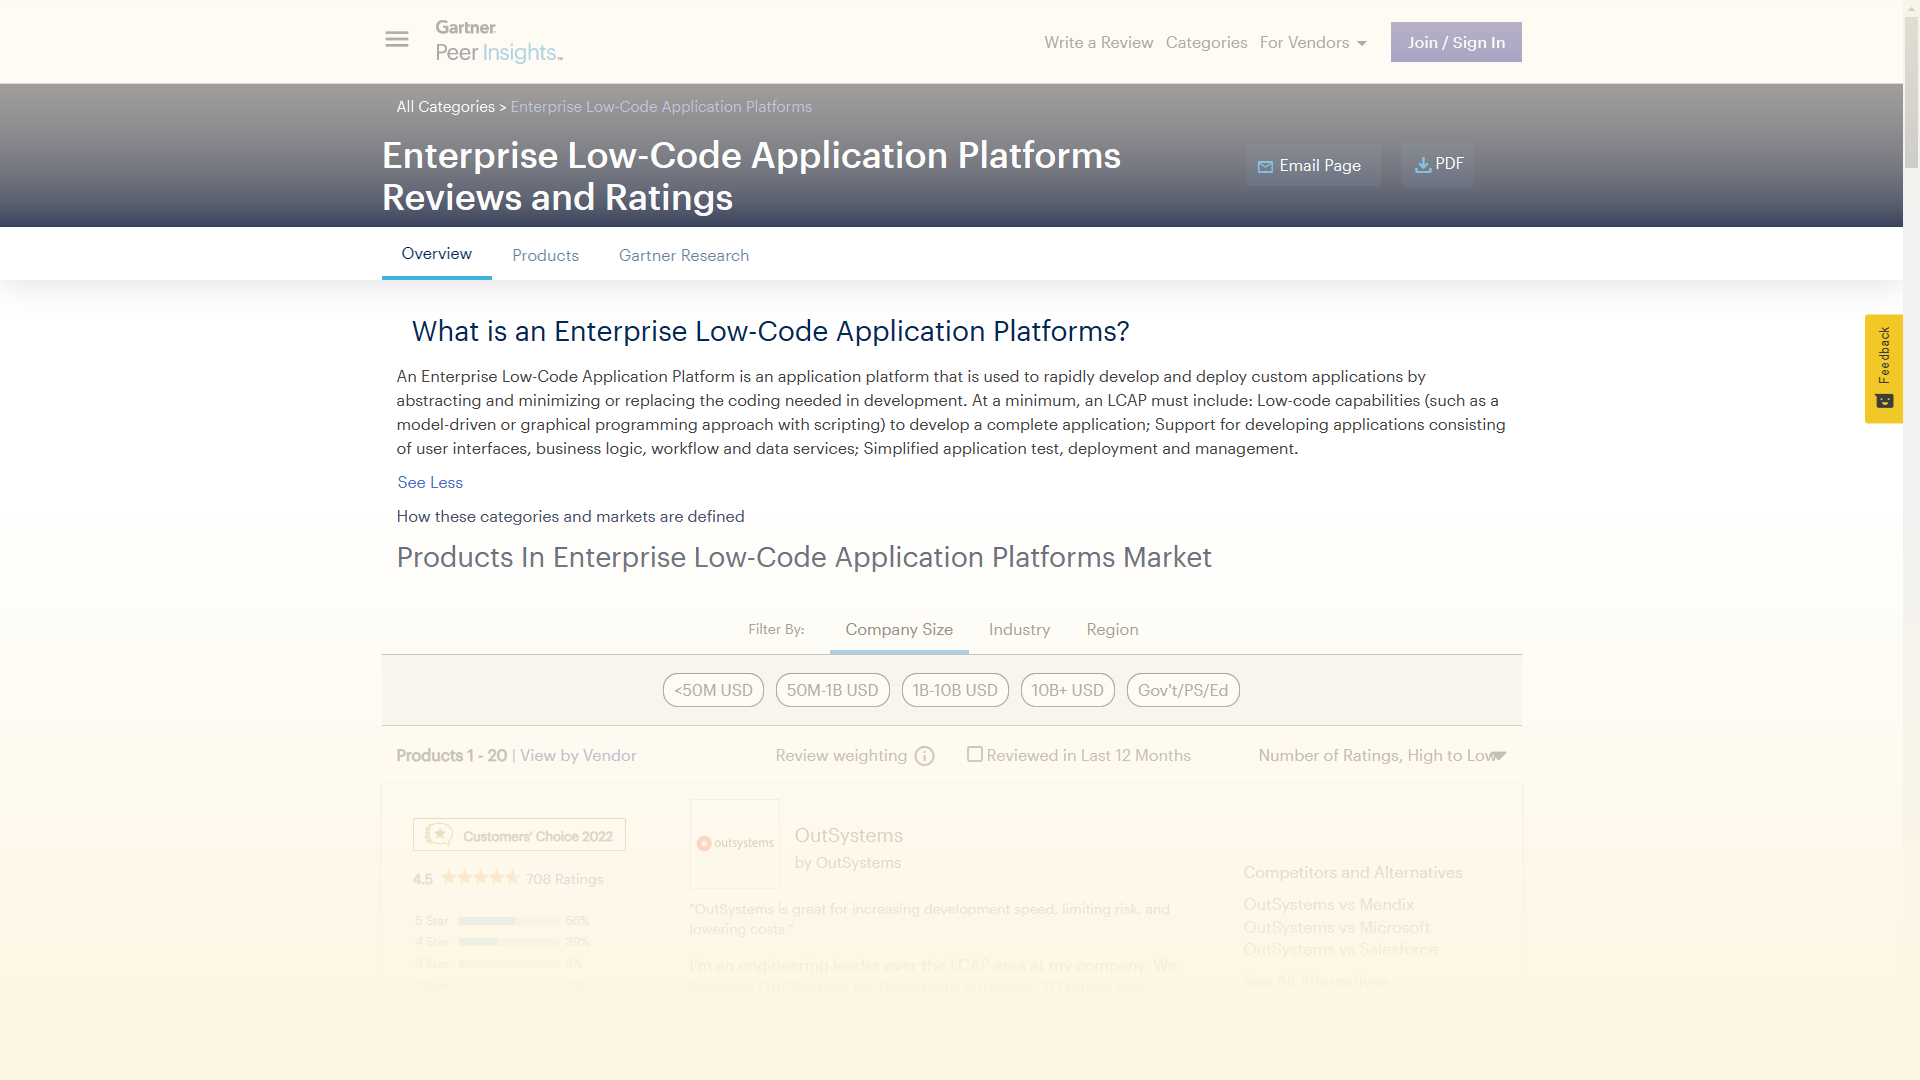 Gartner
Peer Insights™
Write a Review
Categories
For Vendors
Join / Sign In
All Categories > Enterprise Low-Code Application Platforms
Enterprise Low-Code Application Platforms
Reviews and Ratings
Email Page
PDF
Overview
Products
Gartner Research
What is an Enterprise Low-Code Application Platforms?
An Enterprise Low-Code Application Platform is an application platform that is used to rapidly develop and deploy custom applications by
abstracting and minimizing or replacing the coding needed in development. At a minimum, an LCAP must include: Low-code capabilities (such as a
model-driven or graphical programming approach with scripting) to develop a complete application; Support for developing applications consisting
of user interfaces, business logic, workflow and data services; Simplified application test, deployment and management.
See Less
How these categories and markets are defined
Products In Enterprise Low-Code Application Platforms Market
Feedback
Filter By:
Company Size
Industry
Region
<50M USD
50M-1B USD
1B-10B USD
10B+ USD
Gov't/PS/Ed
Products 1 - 20 | View by Vendor
Review weighting
Reviewed in Last 12 Months
Number of Ratings, High to Low
Customers' Choice 2022
4.5
708 Ratings
5 Star 56%
4 Star 39%
3 Star 4%
outsystems
OutSystems
by OutSystems
"OutSystems is great for increasing development speed, limiting risk, and
lowering costs "
I'm an engineering leader over the LCAP area at my company. We
leverage OutSystems for three main purposes: 1) Legacy app
Competitors and Alternatives
OutSystems vs Mendix
OutSystems vs Microsoft
OutSystems vs Salesforce
See All Alternatives